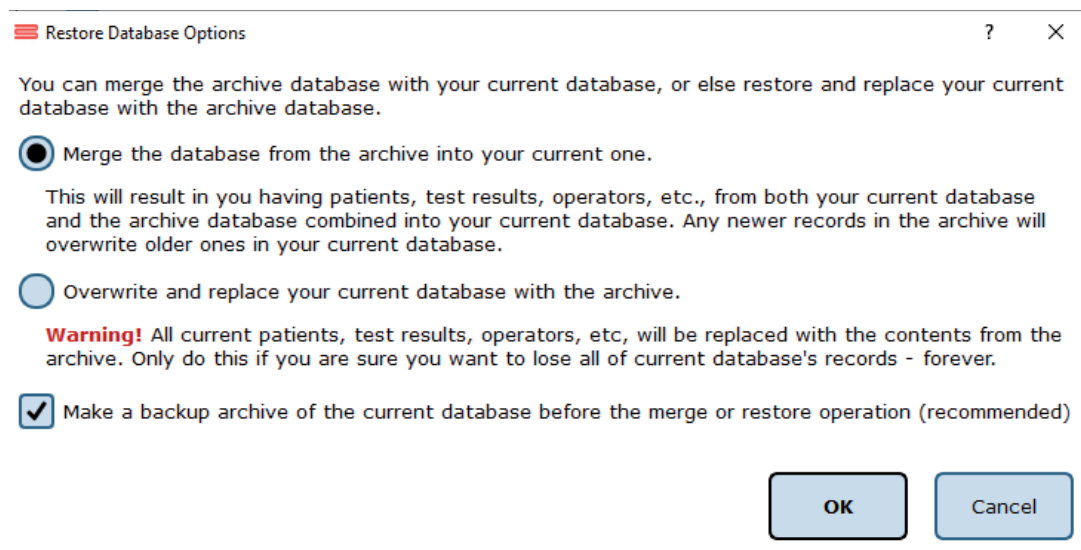 Restore Database Options
?
You can merge the archive database with your current database, or else restore and replace your current
database with the archive database.
Merge the database from the archive into your current one.
This will result in you having patients, test results, operators, etc., from both your current database
and the archive database combined into your current database. Any newer records in the archive will
overwrite older ones in your current database.
Overwrite and replace your current database with the archive.
Warning! All current patients, test results, operators, etc, will be replaced with the contents from the
archive. Only do this if you are sure you want to lose all of current database's records - forever.
Make a backup archive of the current database before the merge or restore operation (recommended)
OK
Cancel